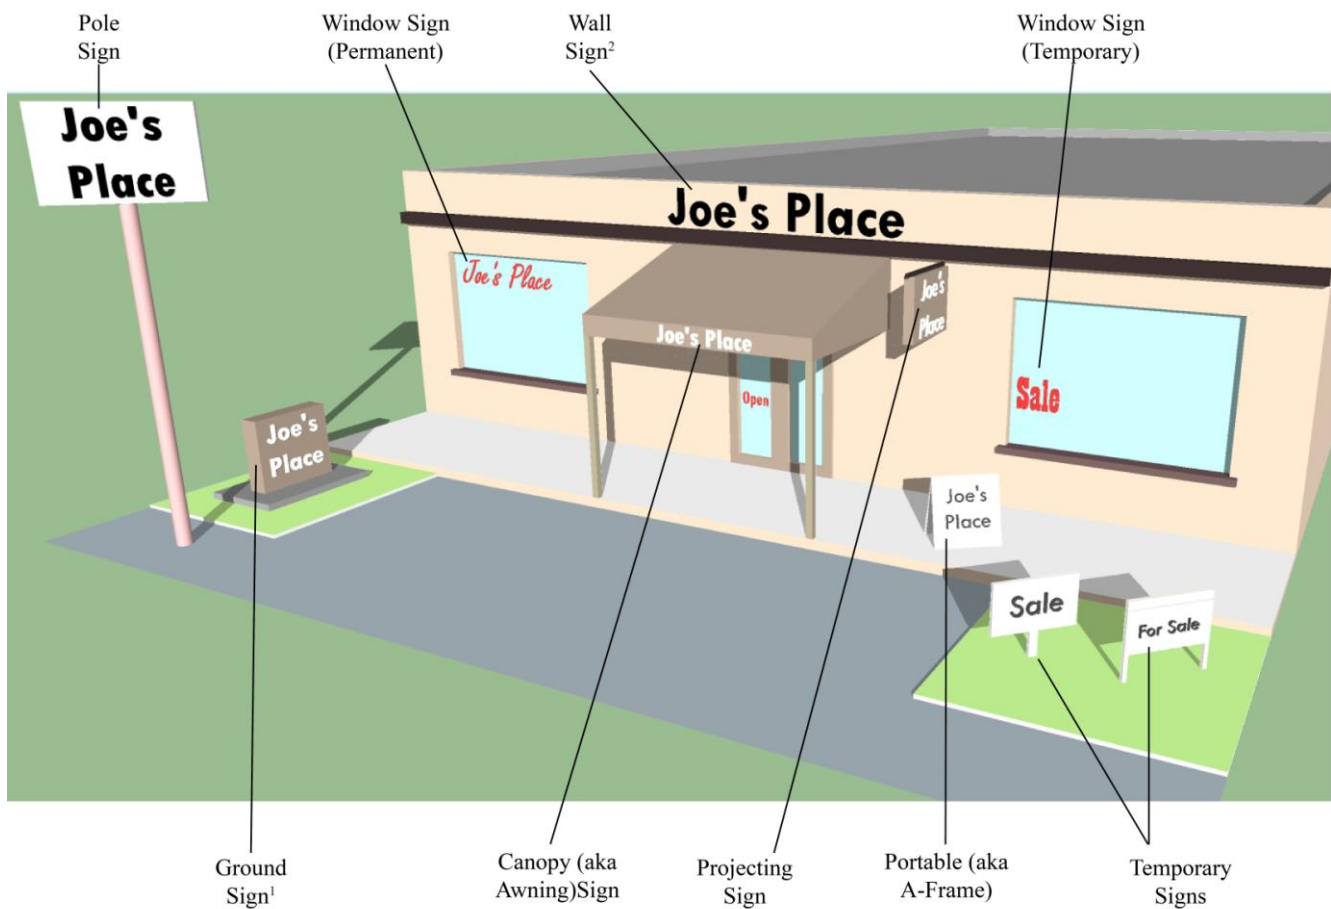 Pole
Sign
Window Sign
(Permanent)
Wall
Sign²
Window Sign
(Temporary)
Joe's
Place
Joe's Place
Joe's Place
Joe's
Place
Joe's Place
Open
Sale
Joe's
Place
Joe's
Place
Sale
For Sale
Ground
Sign¹
Canopy (aka
Awning)Sign
Projecting
Sign
Portable (aka
A-Frame)
Temporary
Signs